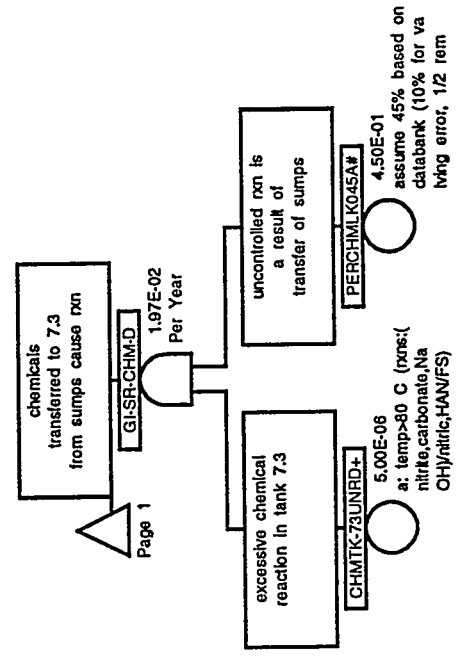 chemicals
transferred to 7.3
from sumps cause rxn
GI-SR-CHM-D
Page 1
1.97E-02
Per Year
excessive chemical
reaction in tank 7.3
CHMTK-73UNRD+
5.00E-06
a: temp>80 C (rxns:(
nitrite,carbonate,Na
OH)/nitric,HAN/FS)
uncontrolled rxn is
a result of
transfer of sumps
PERCHMLK045A#
4.50E-01
assume 45% based on
databank (10% for va
lving error, 1/2 rem